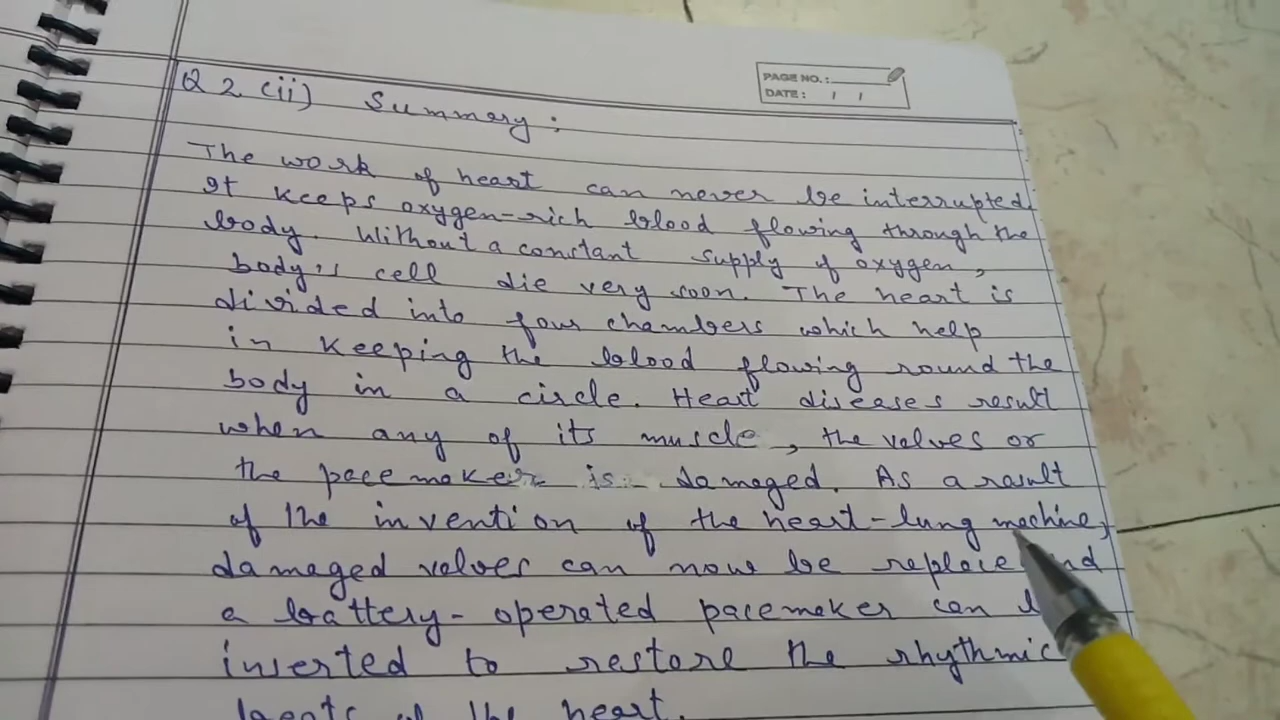 PAGE NO.:
DATE: / /
Q 2 (ii) Summary:
The work of heart can never be interrupted.
It keeps oxygen-rich blood flowing through the
body. Without a constant supply of oxygen,
body's cell die very soon. The heart is
divided into four chambers which help
in keeping the blood flowing round the
body in a circle. Heart diseases result
when any of its muscle, the valves or
the pacemaker is damaged. As a result
of the invention of the heart-lung machine,
damaged valves can now be
a battery-operated pacemaker can
inserted to restore the rhythmic
the heart.